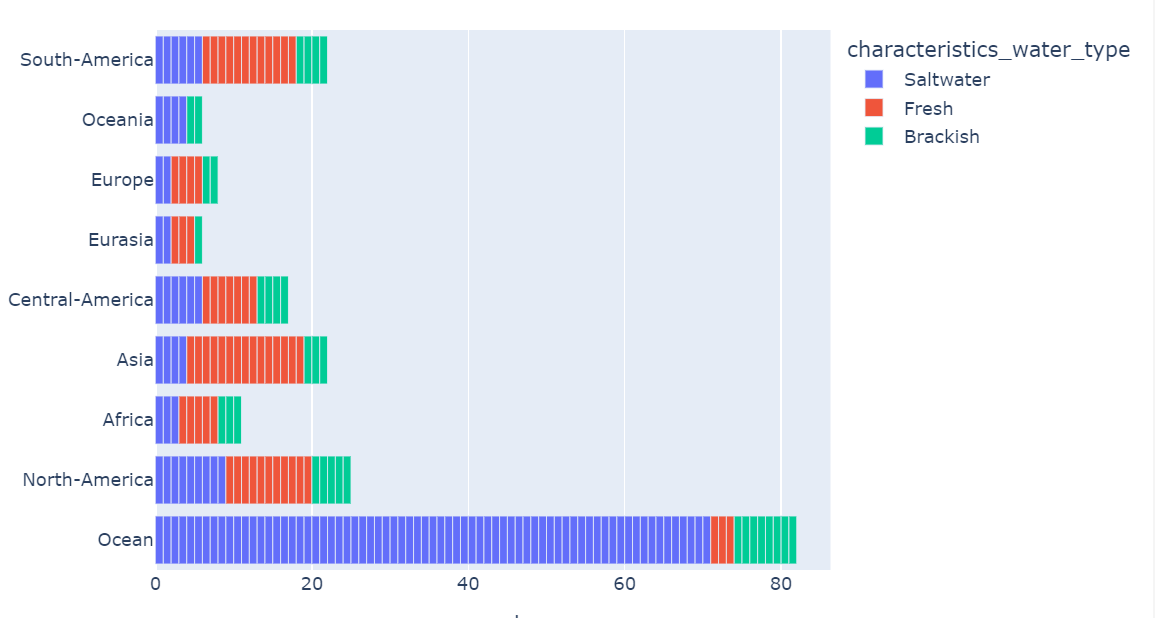 South-America
Oceania
Europe
Eurasia
Central-America
Asia
Africa
North-America
Ocean
0 20 40 60 80
characteristics_water_type
Saltwater
Fresh
Brackish